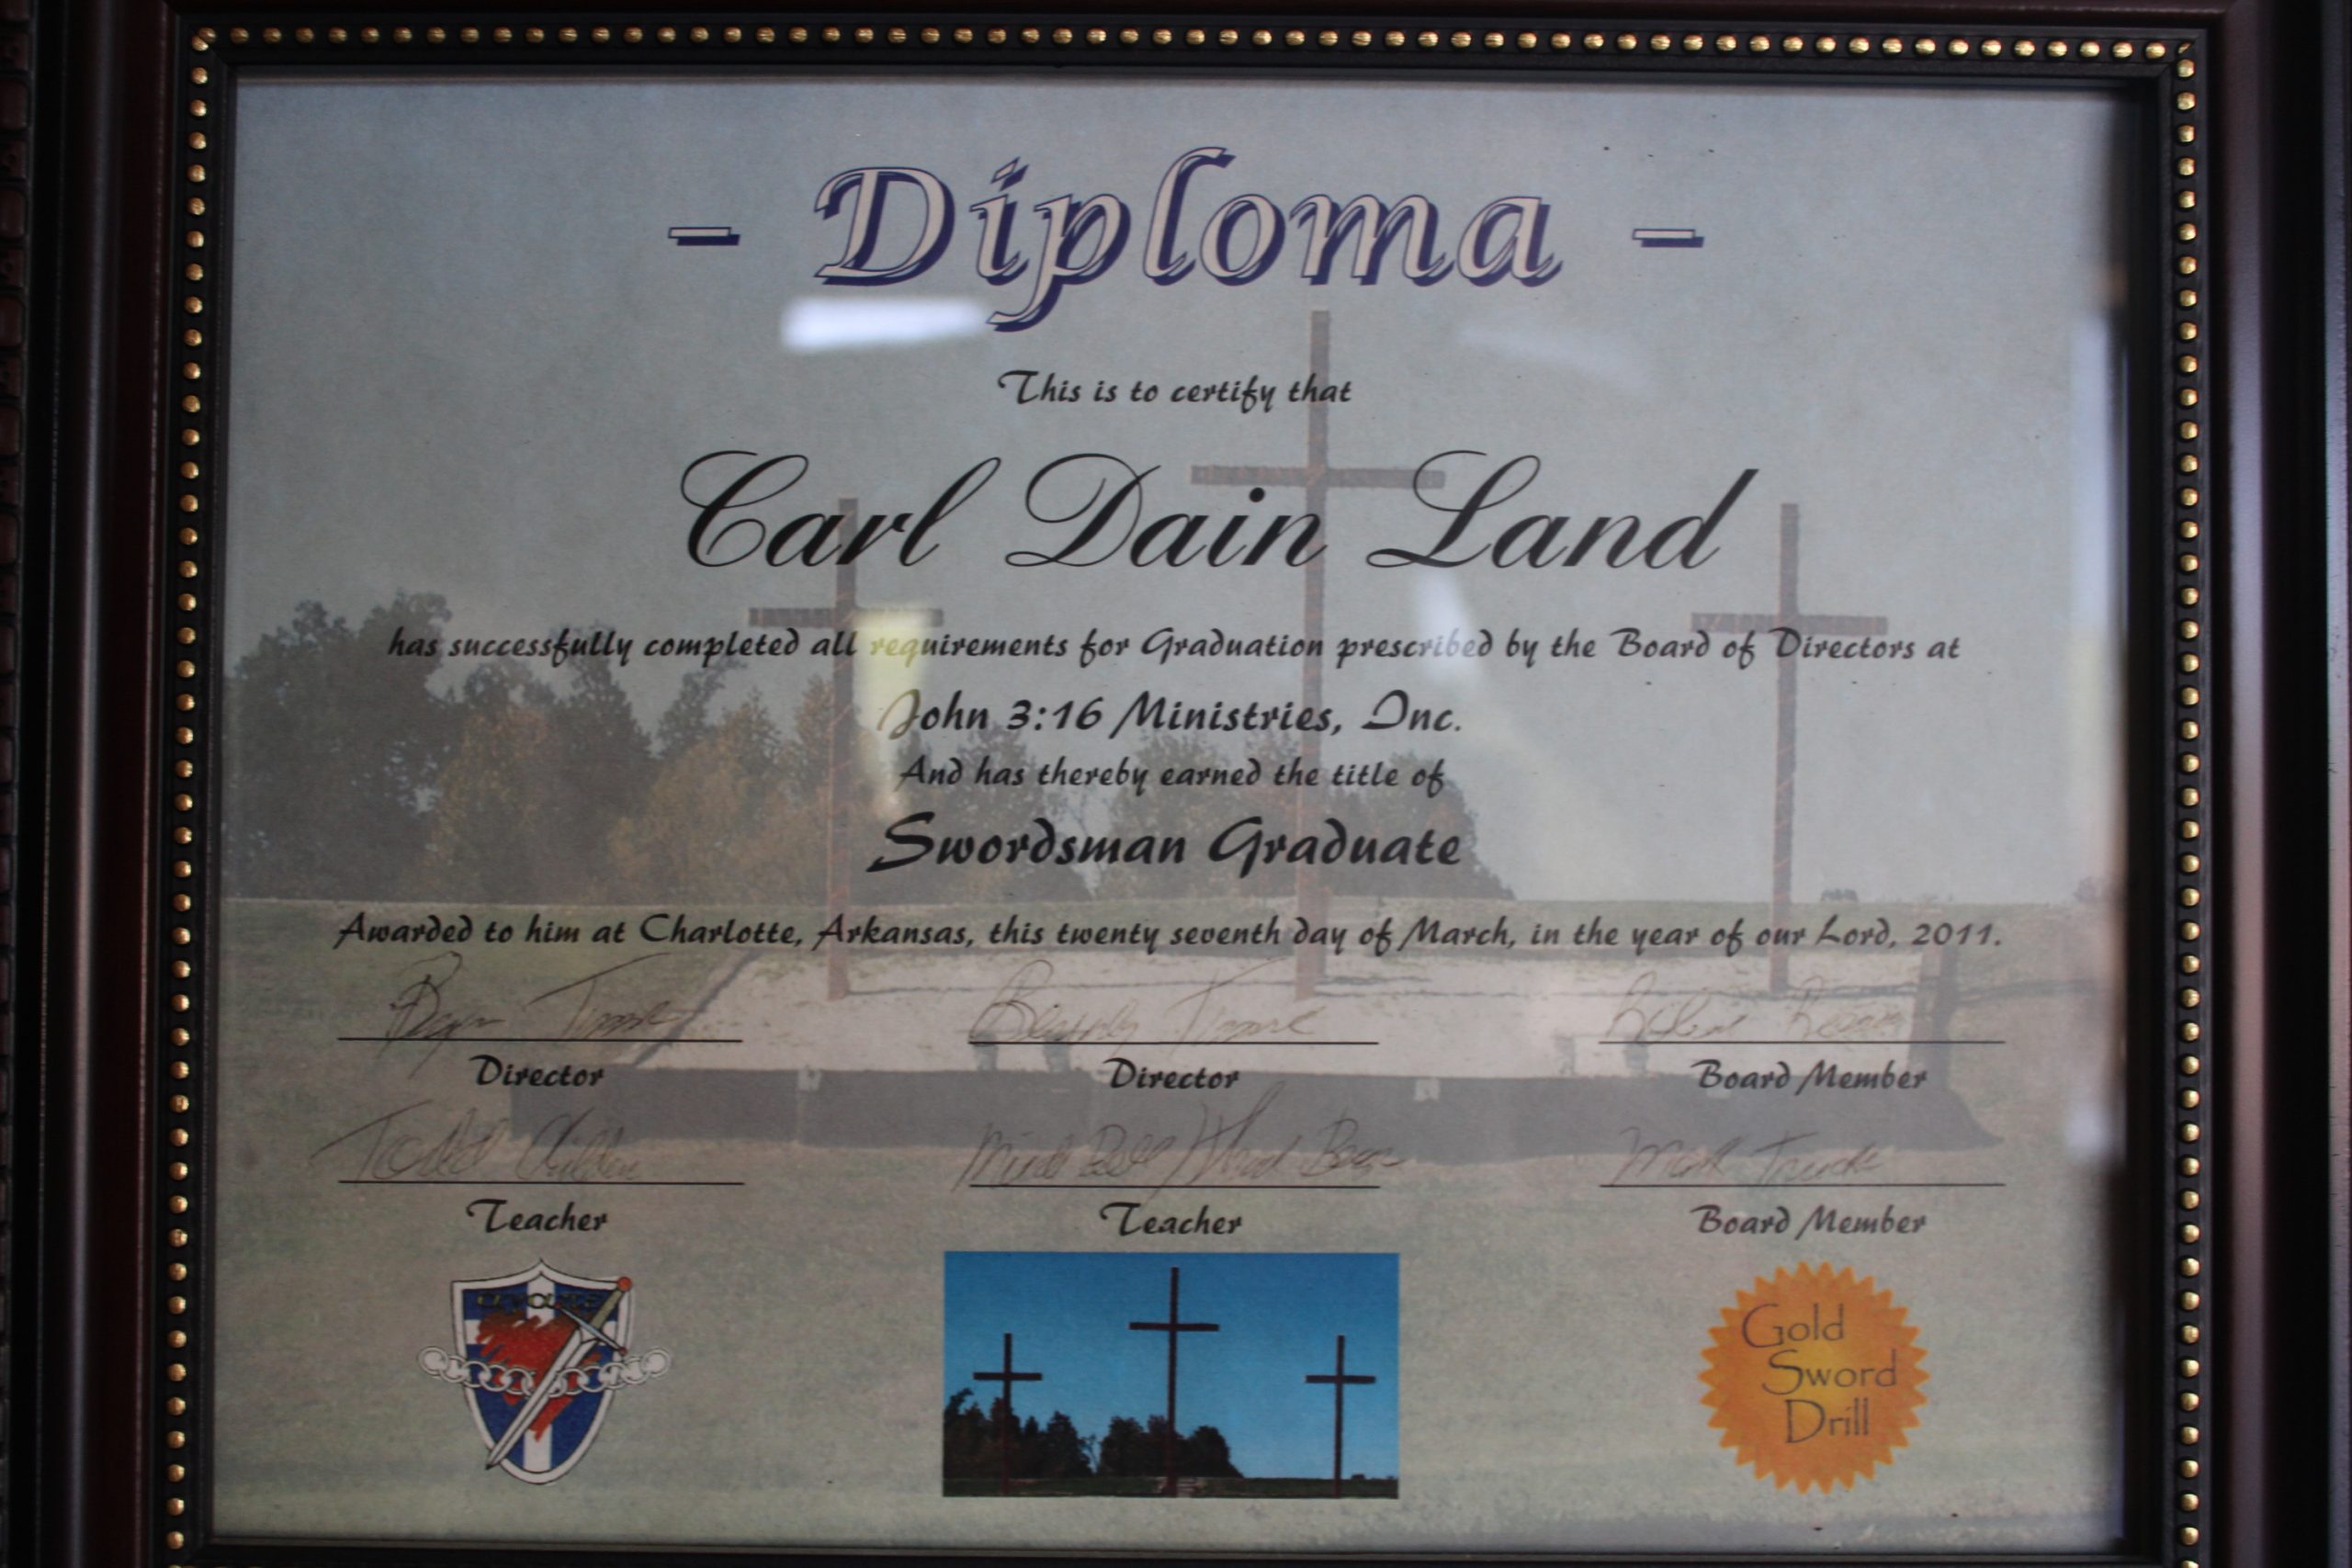 - Diploma -
This is to certify that
Carl Dain Land
has successfully completed all requirements for Graduation prescribed by the Board of Directors at
John 3:16 Ministries, Inc.
And has thereby earned the title of
Swordsman Graduate
Awarded to him at Charlotte, Arkansas, this twenty seventh day of March, in the year of our Lord, 2011.
Director
Director
Board Member
Todd
Teacher
Teacher
Board Member
Gold
Sword
Drill